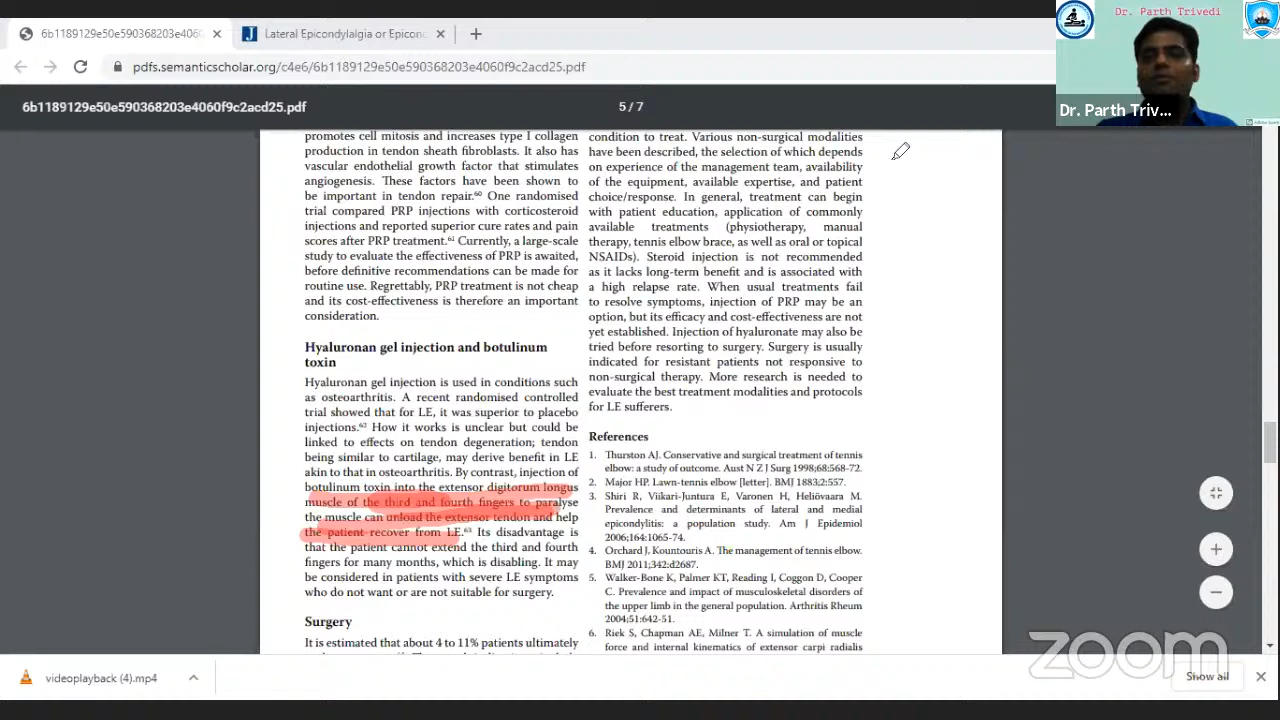 6b1189129e50e590368203e4060
Lateral Epicondylalgia or Epicon
Dr. Parth Trivedi
pdfs.semanticscholar.org/c4e6/6b1189129e50e590368203e4060f9c2acd25.pdf
6b1189129e50e590368203e4060f9c2acd25.pdf
5 / 7
Dr. Parth Triv...
promotes cell mitosis and increases type I collagen
production in tendon sheath fibroblasts. It also has
vascular endothelial growth factor that stimulates
angiogenesis. These factors have been shown to
be important in tendon repair.60 One randomised
trial compared PRP injections with corticosteroid
injections and reported superior cure rates and pain
scores after PRP treatment.61 Currently, a large-scale
study to evaluate the effectiveness of PRP is awaited,
before definitive recommendations can be made for
routine use. Regrettably, PRP treatment is not cheap
and its cost-effectiveness is therefore an important
consideration.
Hyaluronan gel injection and botulinum
toxin
Hyaluronan gel injection is used in conditions such
as osteoarthritis. A recent randomised controlled
trial showed that for LE, it was superior to placebo
injections.62 How it works is unclear but could be
linked to effects on tendon degeneration; tendon
being similar to cartilage, may derive benefit in LE
akin to that in osteoarthritis. By contrast, injection of
botulinum toxin into the extensor digitorum longus
muscle of the third and fourth fingers to paralyse
the muscle can unload the extensor tendon and help
the patient recover from LE.63 Its disadvantage is
that the patient cannot extend the third and fourth
fingers for many months, which is disabling. It may
be considered in patients with severe LE symptoms
who do not want or are not suitable for surgery.
Surgery
It is estimated that about 4 to 11% patients ultimately
condition to treat. Various non-surgical modalities
have been described, the selection of which depends
on experience of the management team, availability
of the equipment, available expertise, and patient
choice/response. In general, treatment can begin
with patient education, application of commonly
available treatments (physiotherapy, manual
therapy, tennis elbow brace, as well as oral or topical
NSAIDs). Steroid injection is not recommended
as it lacks long-term benefit and is associated with
a high relapse rate. When usual treatments fail
to resolve symptoms, injection of PRP may be an
option, but its efficacy and cost-effectiveness are not
yet established. Injection of hyaluronate may also be
tried before resorting to surgery. Surgery is usually
indicated for resistant patients not responsive to
non-surgical therapy. More research is needed to
evaluate the best treatment modalities and protocols
for LE sufferers.
References
1. Thurston AJ. Conservative and surgical treatment of tennis
elbow: a study of outcome. Aust N Z J Surg 1998;68:568-72.
2. Major HP. Lawn-tennis elbow [letter]. BMJ 1883;2:557.
3. Shiri R, Viikari-Juntura E, Varonen H, Heliövaara M.
Prevalence and determinants of lateral and medial
epicondylitis: a population study. Am J Epidemiol
2006;164:1065-74.
4. Orchard J, Kountouris A. The management of tennis elbow.
BMJ 2011;342:d2687.
5. Walker-Bone K, Palmer KT, Reading I, Coggon D, Cooper
C. Prevalence and impact of musculoskeletal disorders of
the upper limb in the general population. Arthritis Rheum
2004;51:642-51.
6. Riek S, Chapman AE, Milner T. A simulation of muscle
force and internal kinematics of extensor carpi radialis
zoom
videoplayback (4).mp4
Show all